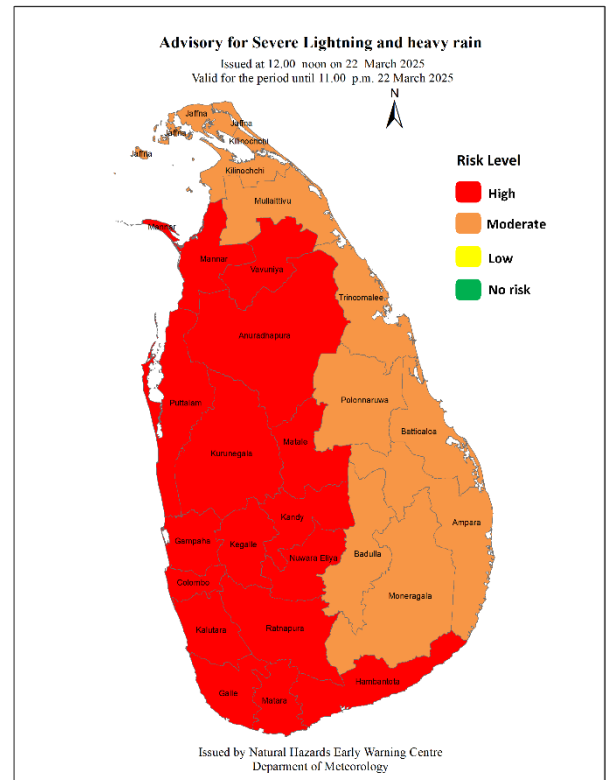 Advisory for Severe Lightning and heavy rain
Issued at 12.00 noon on 22 March 2025
Valid for the period until 11.00 p.m. 22 March 2025
N
Jaffna
Jaffna
Jaffna
Jaffna
Kilinochchi
Kilinochchi
Mullaittivu
Risk Level
High
Moderate
Low
No risk
Mannar
Mannar
Vavuniya
Trincomalee
Anuradhapura
Polonnaruwa
Puttalam
Batticaloa
Matale
Kurunegala
Kandy
Ampara
Gampaha
Kegalle
Badulla
Nuwara Eliya
Colombo
Moneragala
Kalutara
Ratnapura
Hambantota
Galle
Matara
Issued by Natural Hazards Early Warning Centre
Deparment of Meteorology